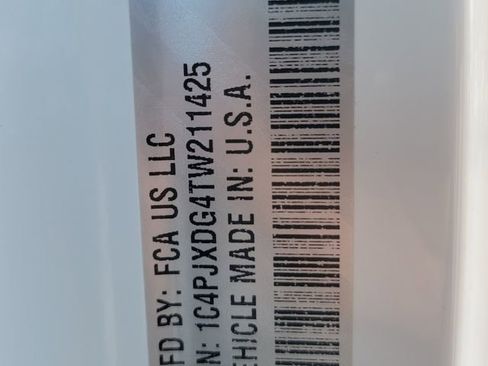 FD BY: FCA US LLC
N: 1C4PJXDG4TW211425
EHICLE MADE IN: U.S.A.